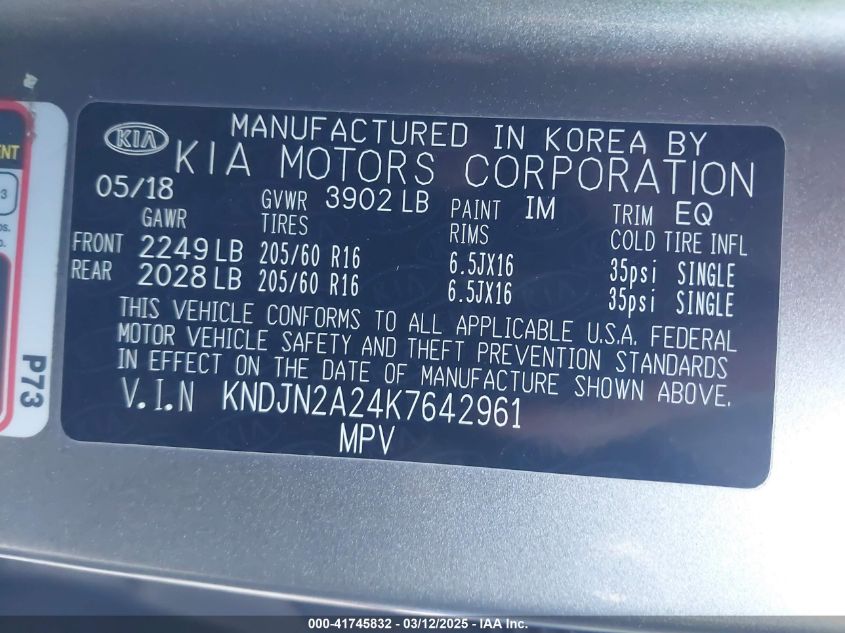 KIA
MANUFACTURED IN KOREA BY
KIA MOTORS CORPORATION
05/18 GVWR 3902 LB PAINT IM TRIM EQ
GAWR TIRES RIMS COLD TIRE INFL
FRONT 2249 LB 205/60 R16 6.5JX16 35psi SINGLE
REAR 2028 LB 205/60 R16 6.5JX16 35psi SINGLE
THIS VEHICLE CONFORMS TO ALL APPLICABLE U.S.A. FEDERAL
MOTOR VEHICLE SAFETY AND THEFT PREVENTION STANDARDS
IN EFFECT ON THE DATE OF MANUFACTURE SHOWN ABOVE.
V.I.N KNDJN2A24K7642961
MPV
P73
000-41745832 - 03/12/2025 - IAA Inc.